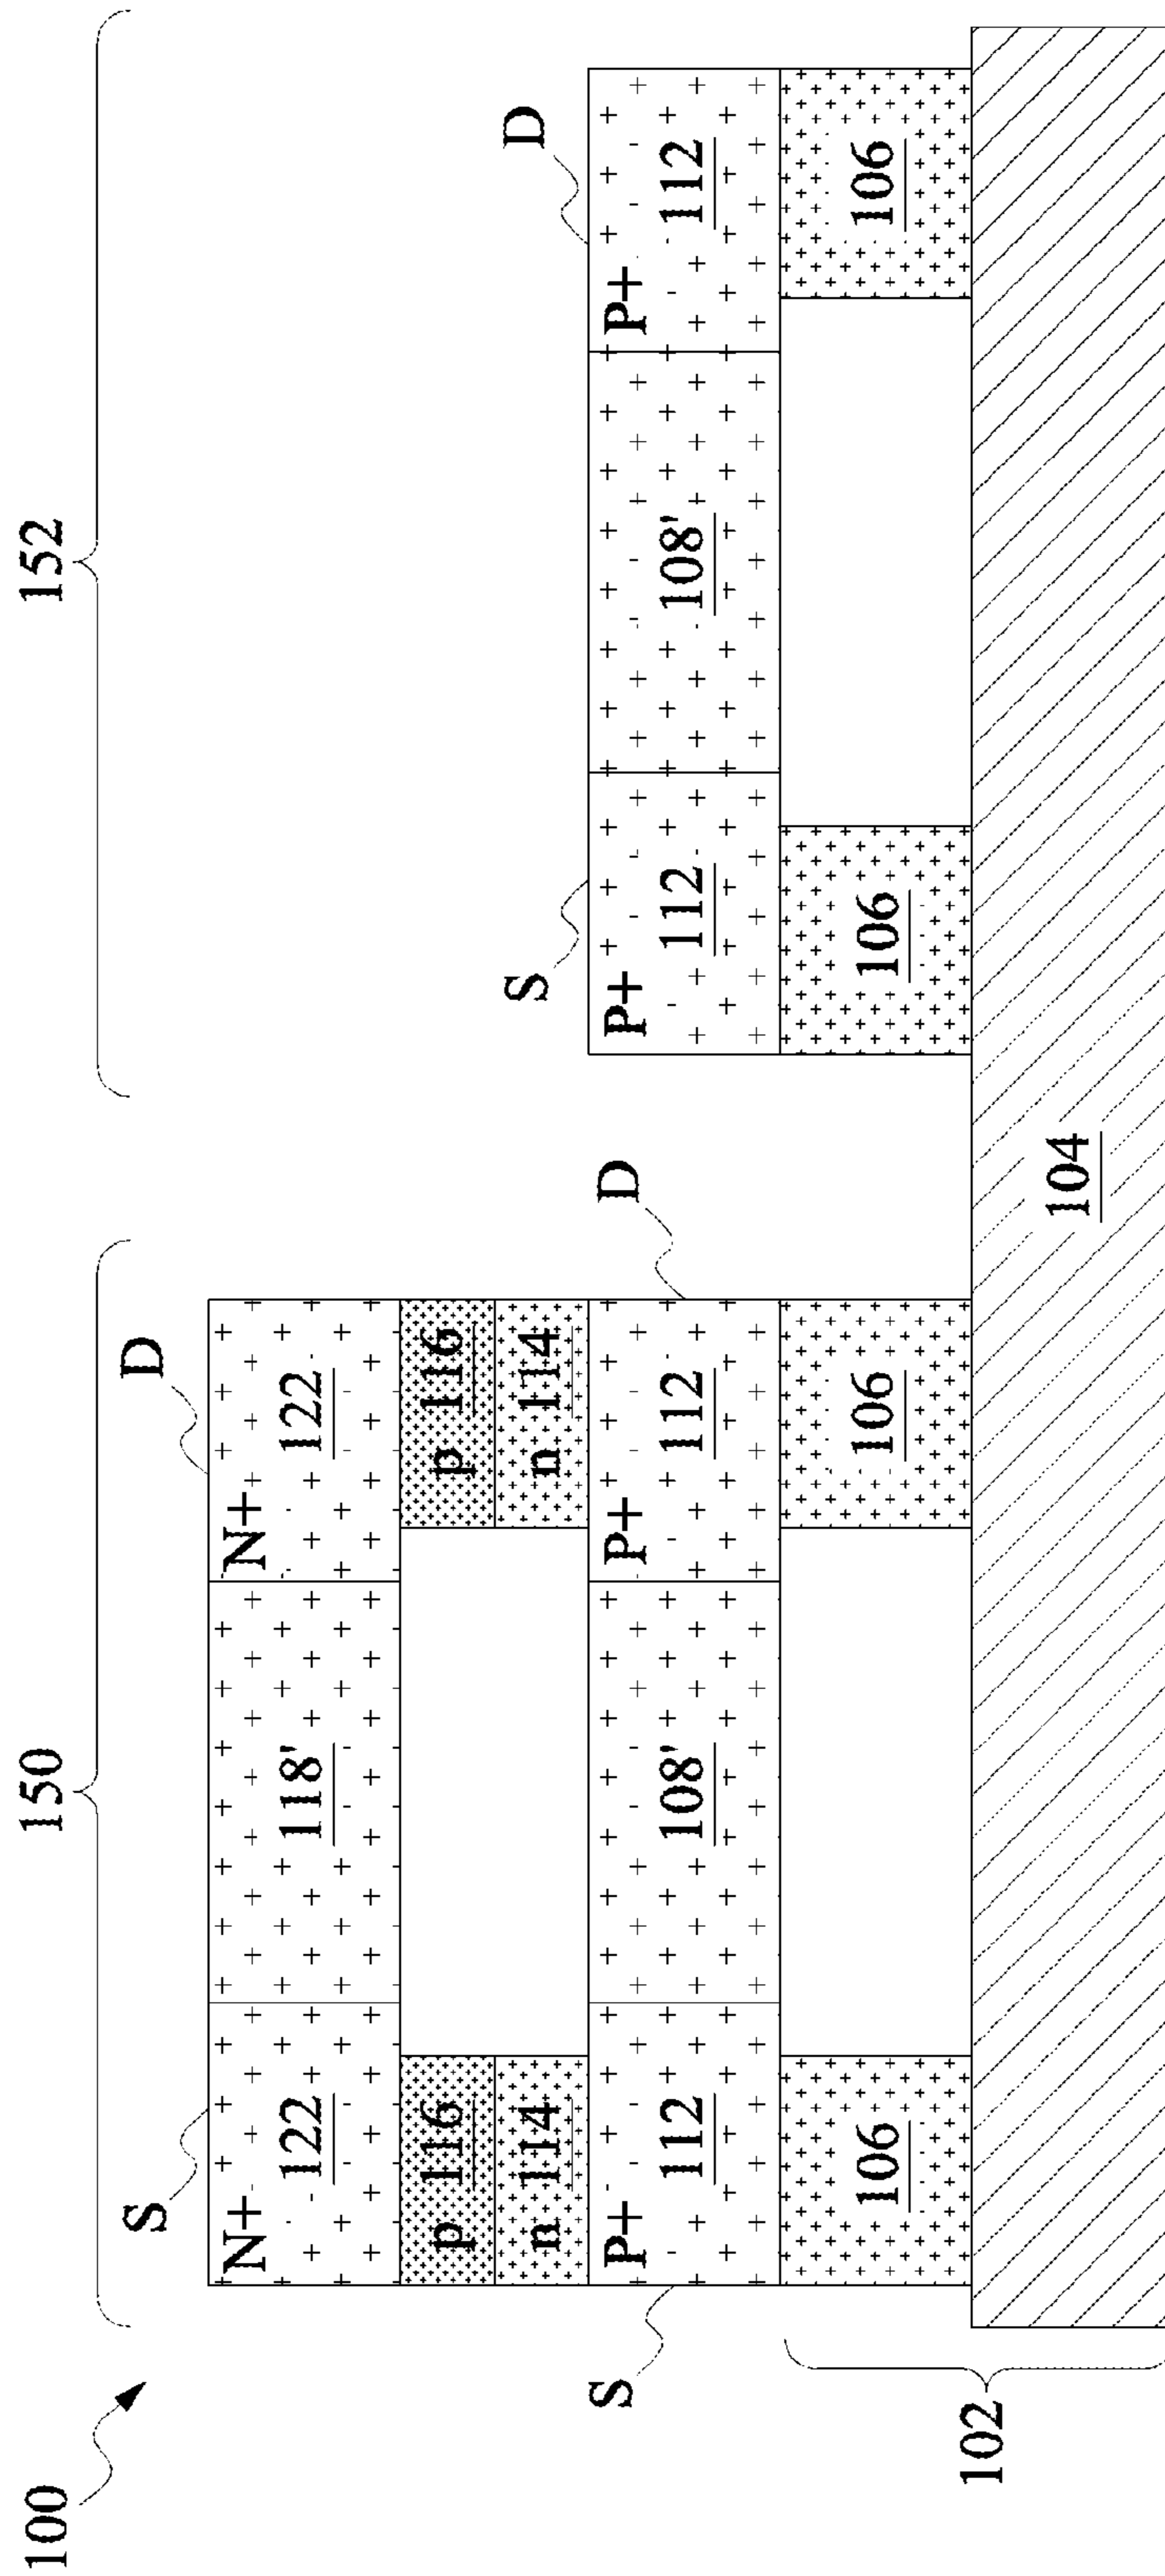 100 150 152
S D
N+ N+
122 118' 122
p 116 p 116
S D
n 114 n 114
S D
P+ P+ P+ P+
112 108' 112 112 108' 112
106 106 106 106
102
104